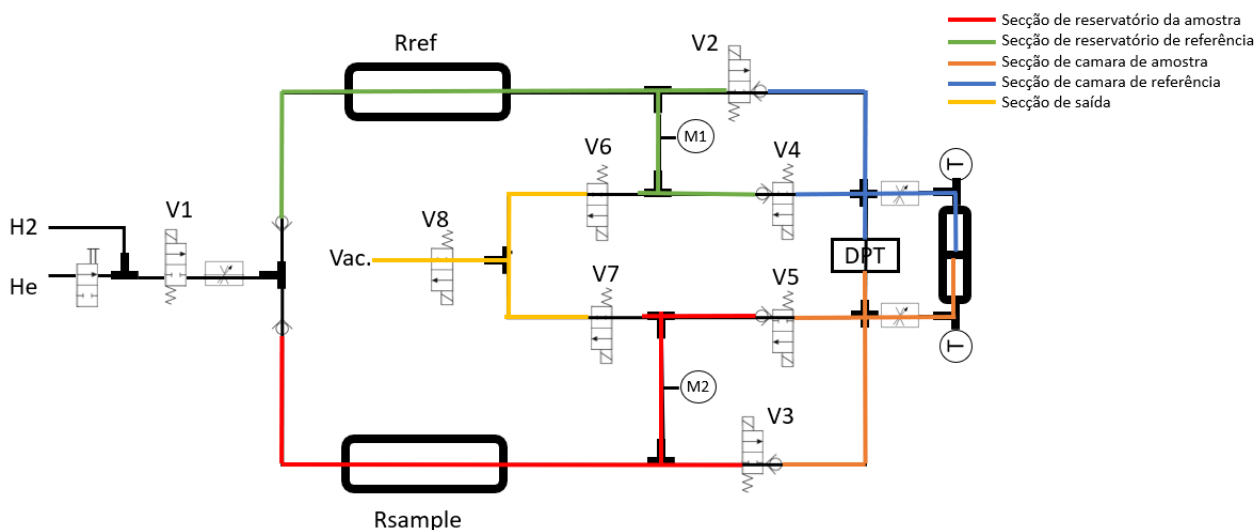 Secção de reservatório da amostra
Secção de reservatório de referência
Secção de camara de amostra
Secção de camara de referência
Secção de saída
Rref
V2
M1
V6
V4
T
V1
H2
V8
Vac.
DPT
He
V7
V5
T
M2
V3
Rsample